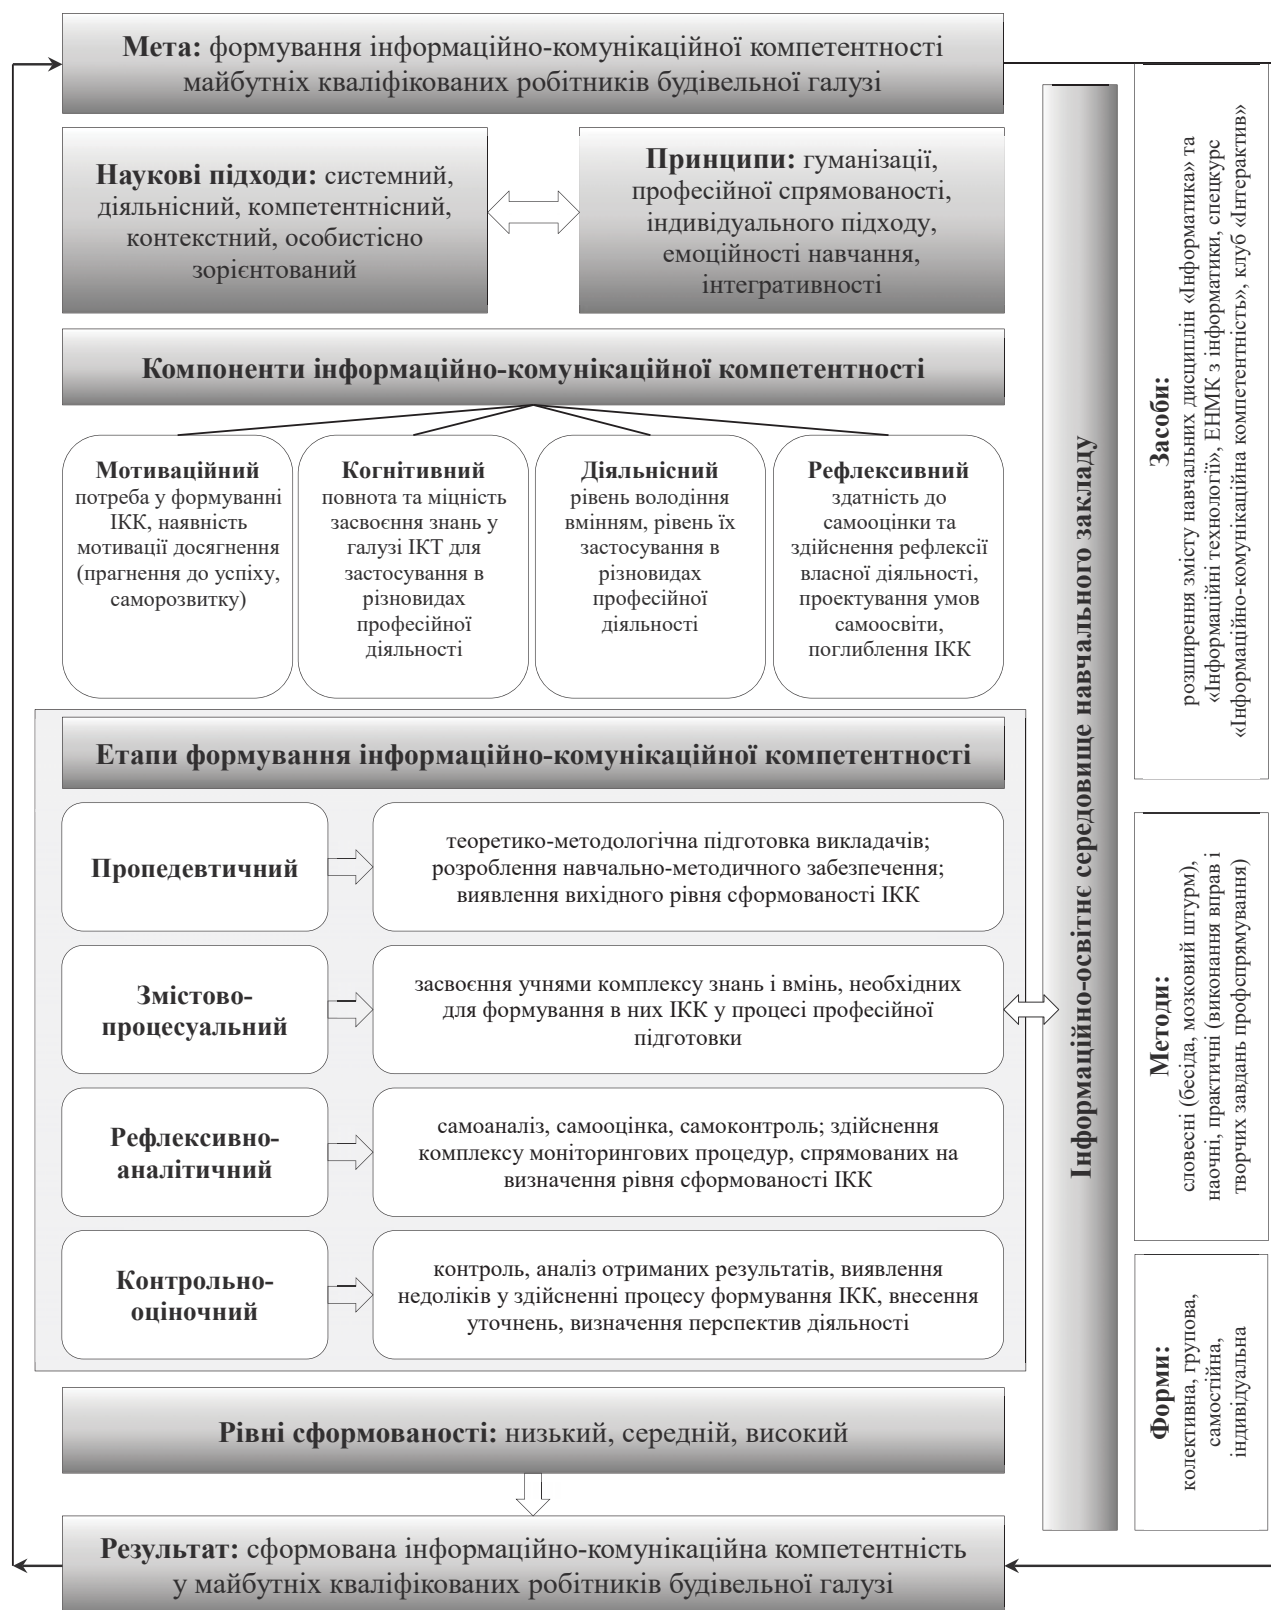 Мета: формування інформаційно-комунікаційної компетентності
майбутніх кваліфікованих робітників будівельної галузі
Наукові підходи: системний,
діяльнісний, компетентнісний,
контекстний, особистісно
зорієнтований
Принципи: гуманізації,
професійної спрямованості,
індивідуального підходу,
емоційності навчання,
інтегративності
Компоненти інформаційно-комунікаційної компетентності
Мотиваційний
потреба у формуванні
ІКК, наявність
мотивації досягнення
(прагнення до успіху,
саморозвитку)
Когнітивний
повнота та міцність
засвоєння знань у
галузі ІКТ для
застосування в
різновидах
професійної
діяльності
Діяльнісний
рівень володіння
вмінням, рівень їх
застосування в
різновидах
професійної
діяльності
Рефлексивний
здатність до
самооцінки та
здійснення рефлексії
власної діяльності,
проектування умов
самоосвіти,
поглиблення ІКК
Етапи формування інформаційно-комунікаційної компетентності
Пропедевтичний
теоретико-методологічна підготовка викладачів;
розроблення навчально-методичного забезпечення;
виявлення вихідного рівня сформованості ІКК
Змістово-
процесуальний
засвоєння учнями комплексу знань і вмінь, необхідних
для формування в них ІКК у процесі професійної
підготовки
Рефлексивно-
аналітичний
самоаналіз, самооцінка, самоконтроль; здійснення
комплексу моніторингових процедур, спрямованих на
визначення рівня сформованості ІКК
Контрольно-
оціночний
контроль, аналіз отриманих результатів, виявлення
недоліків у здійсненні процесу формування ІКК, внесення
уточнень, визначення перспектив діяльності
Рівні сформованості: низький, середній, високий
Результат: сформована інформаційно-комунікаційна компетентність
у майбутніх кваліфікованих робітників будівельної галузі
Інформаційно-освітнє середовище навчального закладу
Засоби:
розширення змісту навчальних дисциплін «Інформатика» та
«Інформаційні технології», ЕНМК з інформатики, спецкурс
«Інформаційно-комунікаційна компетентність», клуб «Інтерактив»
Методи:
словесні (бесіда, мозковий штурм),
наочні, практичні (виконання вправ і
творчих завдань профспрямування)
Форми:
колективна, групова,
самостійна,
індивідуальна